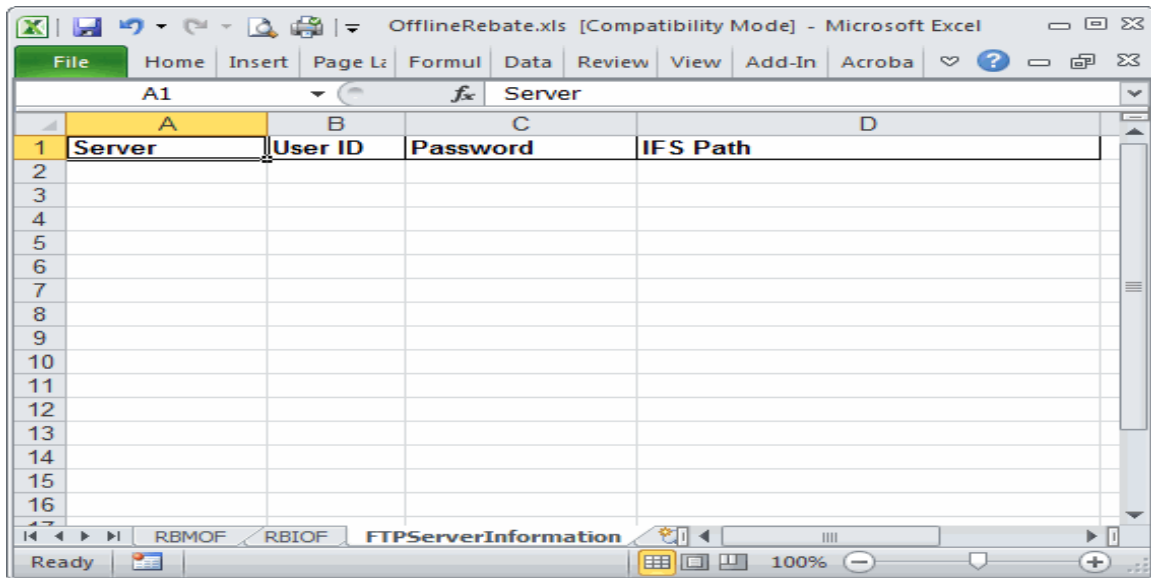 OfflineRebate.xls [Compatibility Mode] - Microsoft Excel
File Home Insert Page La Formul Data Review View Add-In Acroba
A1 fx Server
A B C D
1 Server User ID Password IFS Path
2
3
4
5
6
7
8
9
10
11
12
13
14
15
16
17
RBMOF RBIOF FTPServerInformation
Ready 100%